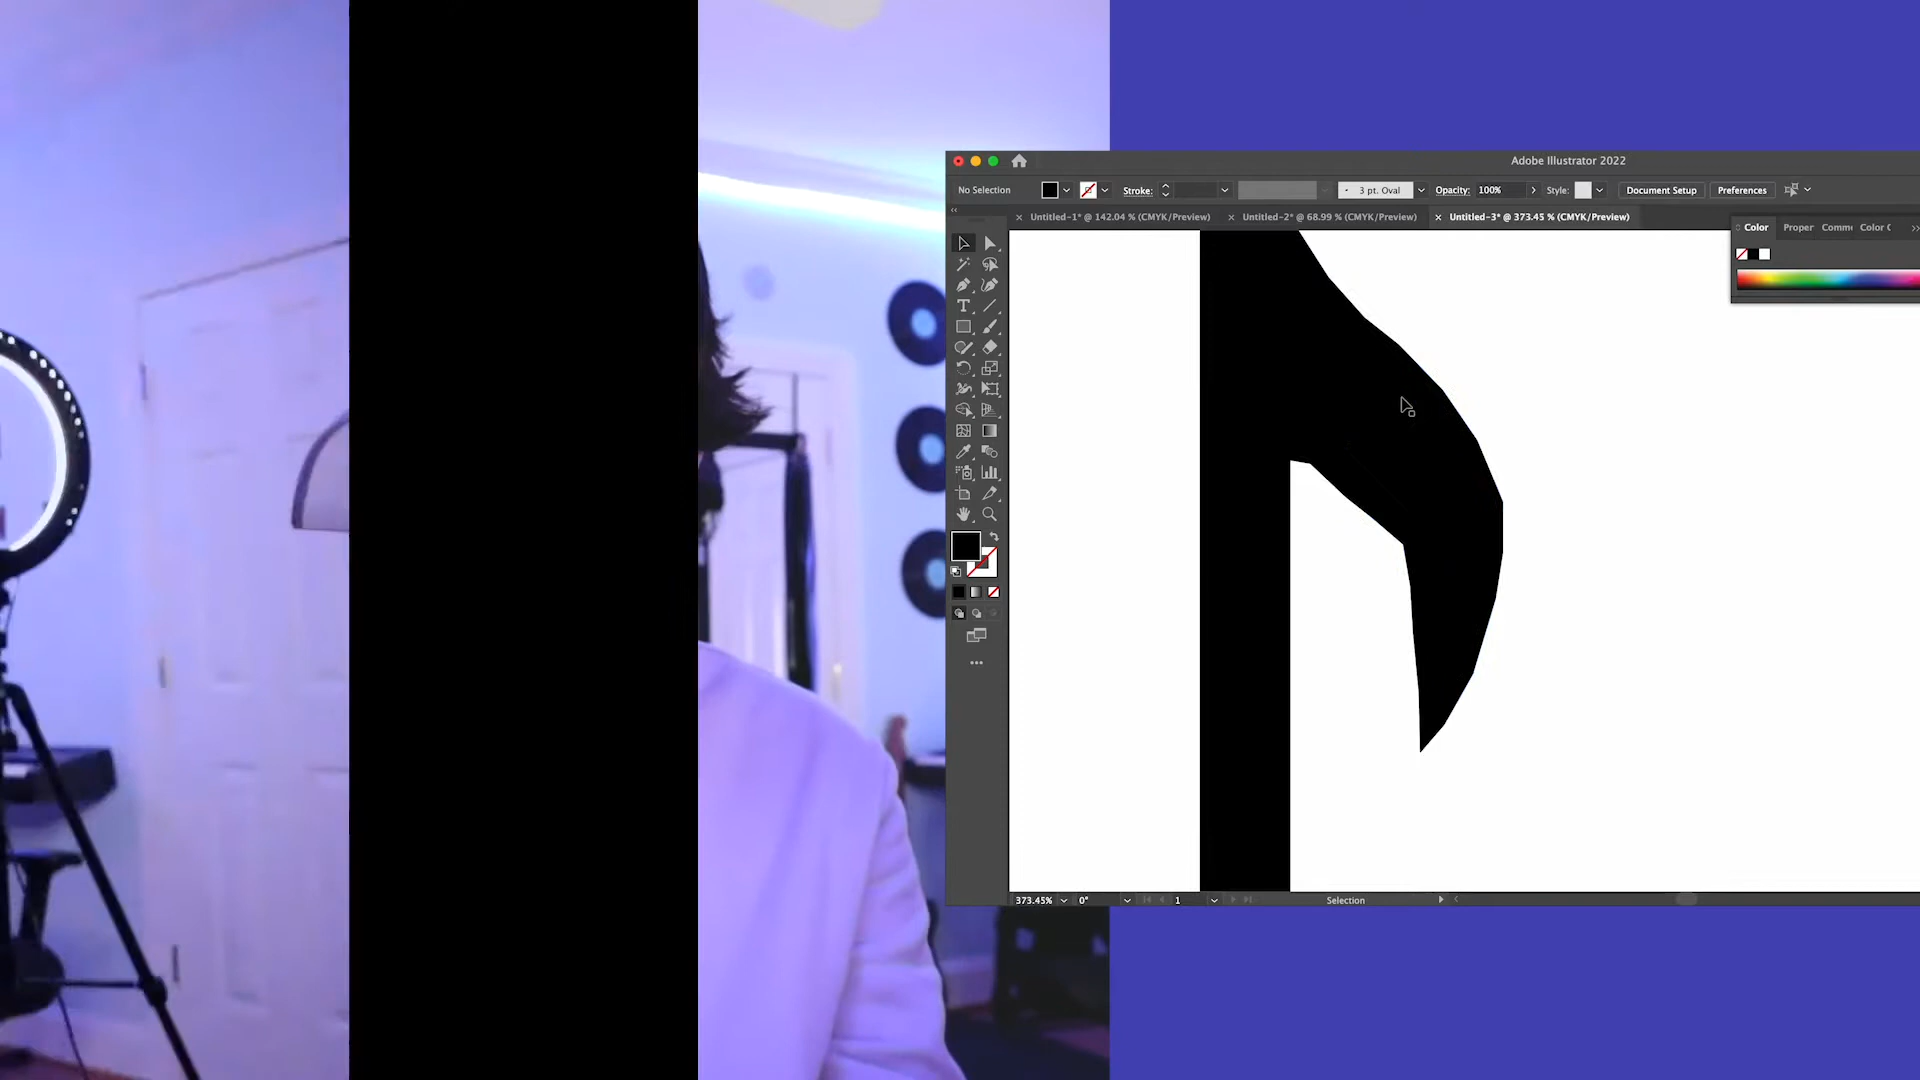 Adobe Illustrator 2022
No Selection Stroke: 3 pt. Oval Opacity: 100% Style: Document Setup Preferences
Untitled-1* @ 142.04 % (CMYK/Preview) Untitled-2* @ 68.99 % (CMYK/Preview) Untitled-3* @ 373.45 % (CMYK/Preview)
Color Proper Comme Color C
373.45% 0° 1 Selection